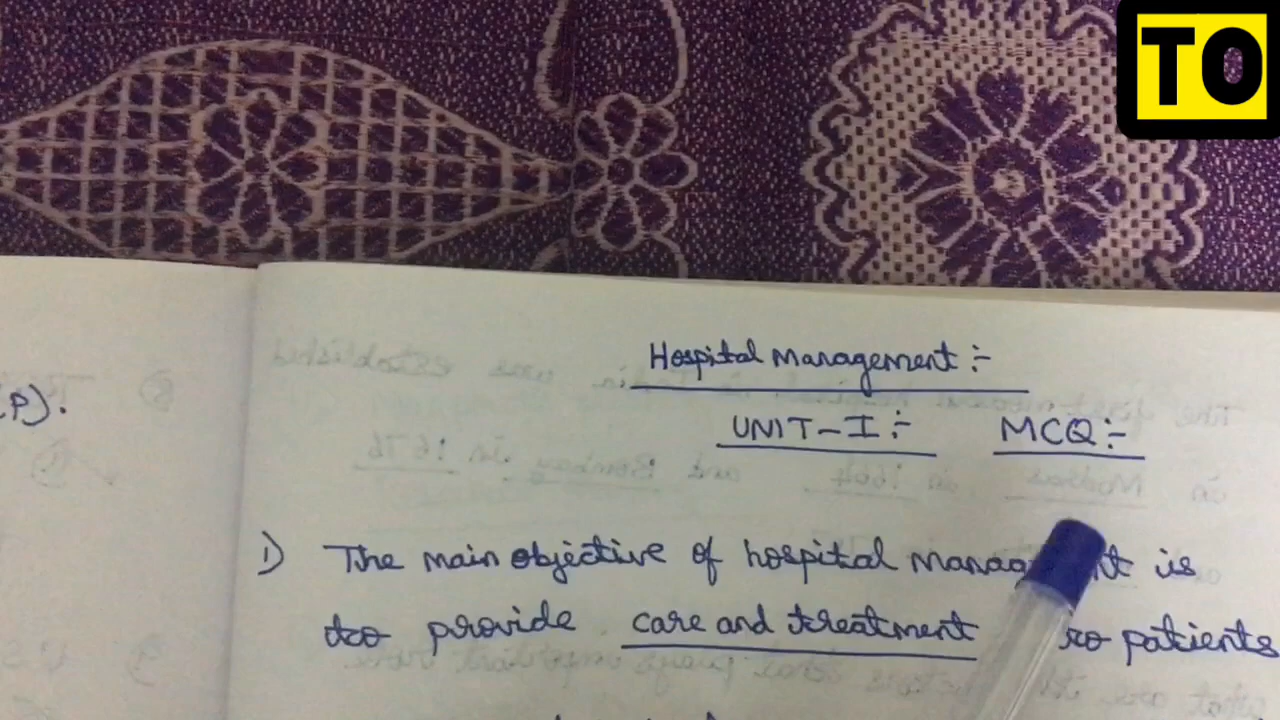 TO
Hospital Management :-
UNIT-I :- MCQ :-
(P).
1) The main objective of hospital is
to provide care and treatment to patients